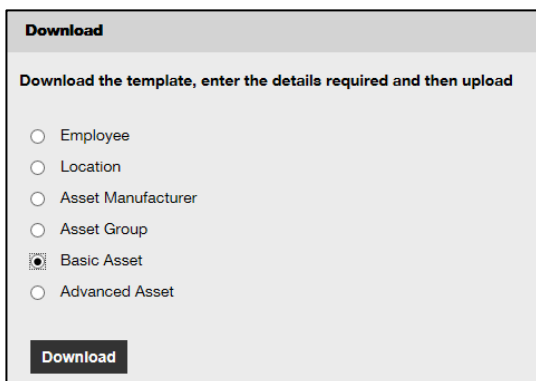 Download
Download the template, enter the details required and then upload
Employee
Location
Asset Manufacturer
Asset Group
Basic Asset
Advanced Asset
Download